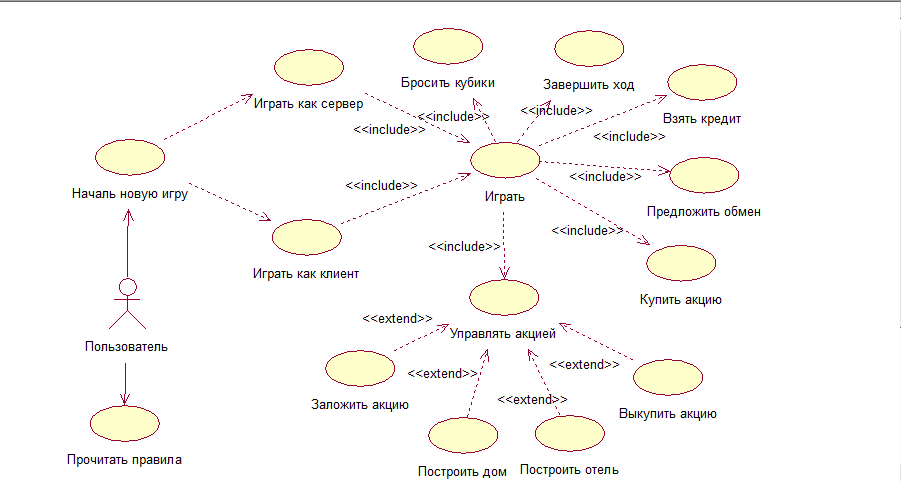 Бросить кубики
Завершить ход
Играть как сервер
Взять кредит
<<include>>
<<include>>
<<include>>
<<include>>
Началь новую игру
<<include>>
<<include>>
Играть
Предложить обмен
<<include>>
<<include>>
Играть как клиент
Купить акцию
<<extend>>
Управлять акцией
Пользователь
<<extend>>
<<extend>>
<<extend>>
Заложить акцию
Выкупить акцию
Прочитать правила
Построить дом
Построить отель